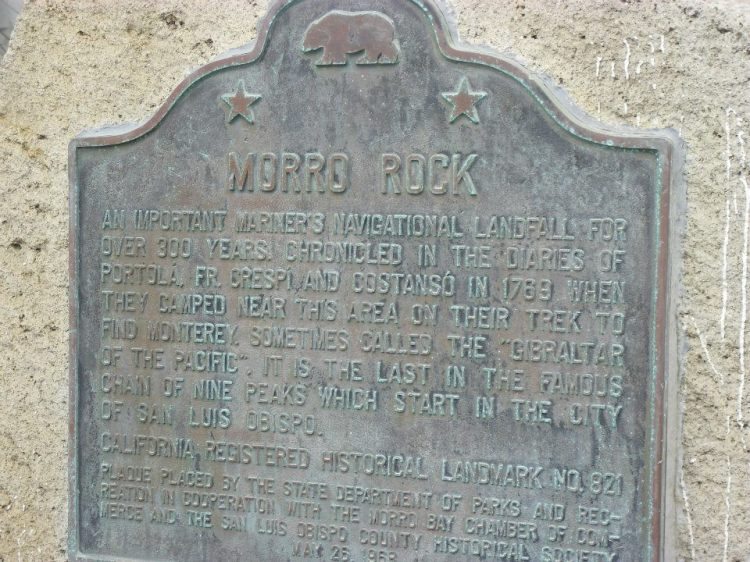 MORRO ROCK
AN IMPORTANT MARINER'S NAVIGATIONAL LANDFALL FOR
OVER 300 YEARS. CHRONICLED IN THE DIARIES OF
PORTOLÁ, FR. CRESPÍ, AND COSTANSÓ IN 1769 WHEN
THEY CAMPED NEAR THIS AREA ON THEIR TREK TO
FIND MONTEREY. SOMETIMES CALLED THE "GIBRALTAR
OF THE PACIFIC". IT IS THE LAST IN THE FAMOUS
CHAIN OF NINE PEAKS WHICH START IN THE CITY
OF SAN LUIS OBISPO.
CALIFORNIA REGISTERED HISTORICAL LANDMARK NO. 821
PLAQUE PLACED BY THE STATE DEPARTMENT OF PARKS AND REC-
REATION IN COOPERATION WITH THE MORRO BAY CHAMBER OF COM-
MERCE AND THE SAN LUIS OBISPO COUNTY HISTORICAL SOCIETY
MAY 26, 1968